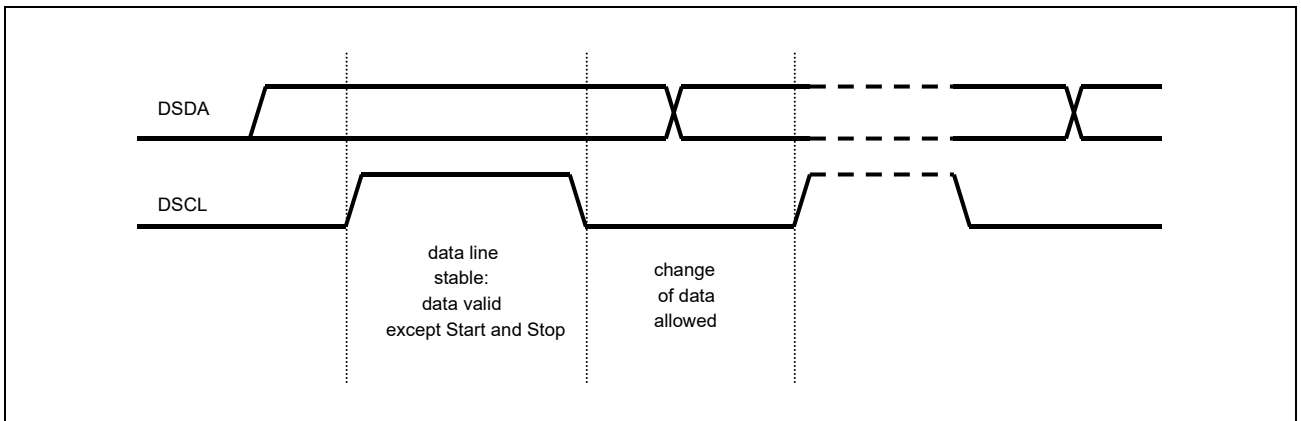 DSDA
DSCL
data line
stable:
data valid
except Start and Stop
change
of data
allowed